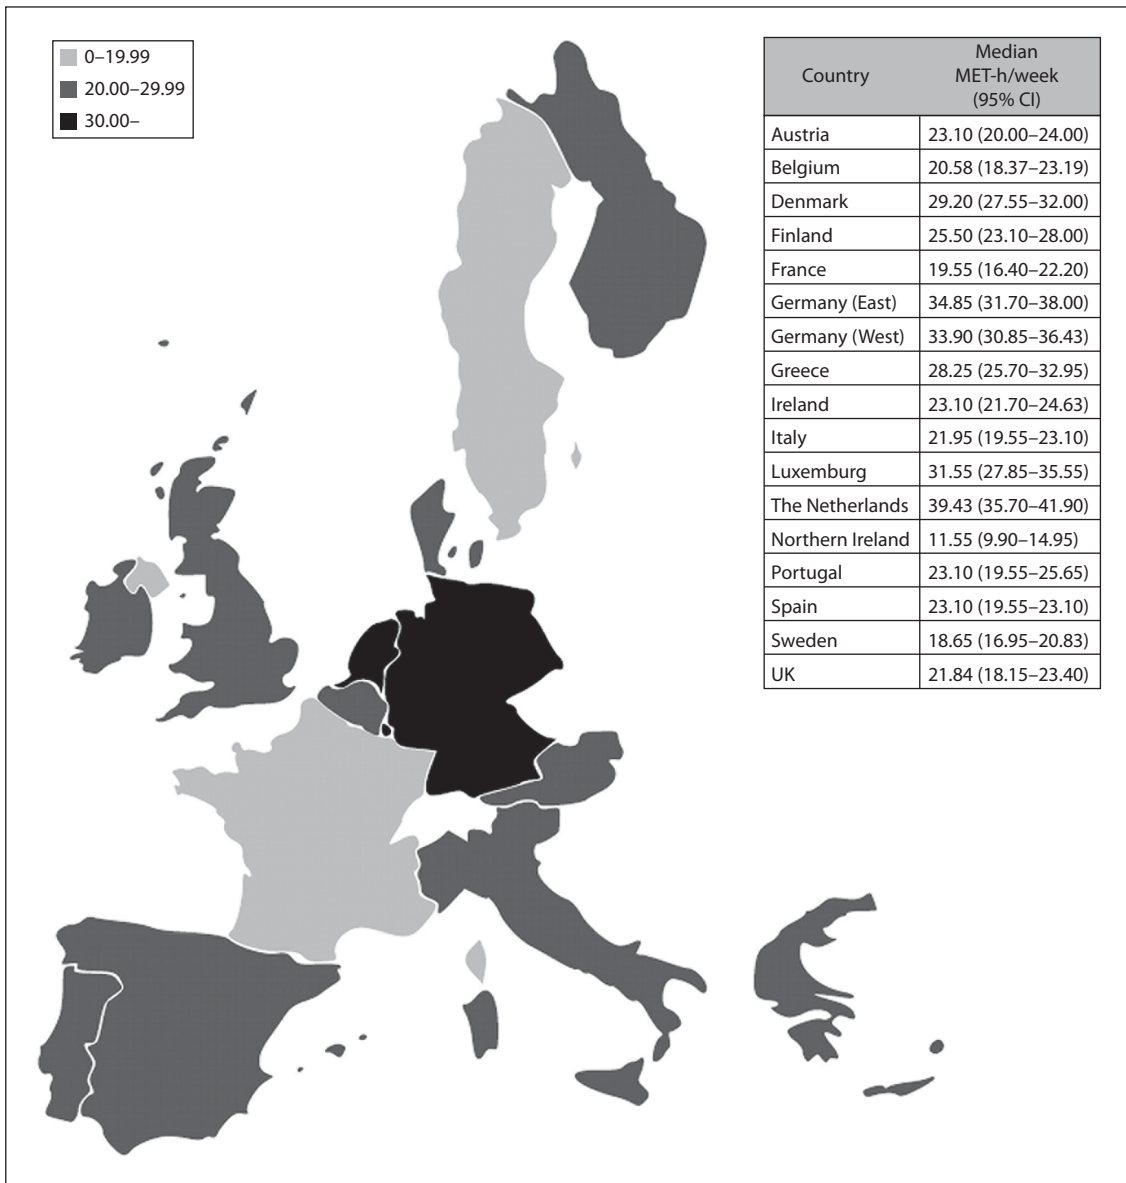 0–19.99
20.00–29.99
30.00–
Country
Median
MET-h/week
(95% CI)
Austria 23.10 (20.00–24.00)
Belgium 20.58 (18.37–23.19)
Denmark 29.20 (27.55–32.00)
Finland 25.50 (23.10–28.00)
France 19.55 (16.40–22.20)
Germany (East) 34.85 (31.70–38.00)
Germany (West) 33.90 (30.85–36.43)
Greece 28.25 (25.70–32.95)
Ireland 23.10 (21.70–24.63)
Italy 21.95 (19.55–23.10)
Luxemburg 31.55 (27.85–35.55)
The Netherlands 39.43 (35.70–41.90)
Northern Ireland 11.55 (9.90–14.95)
Portugal 23.10 (19.55–25.65)
Spain 23.10 (19.55–23.10)
Sweden 18.65 (16.95–20.83)
UK 21.84 (18.15–23.40)